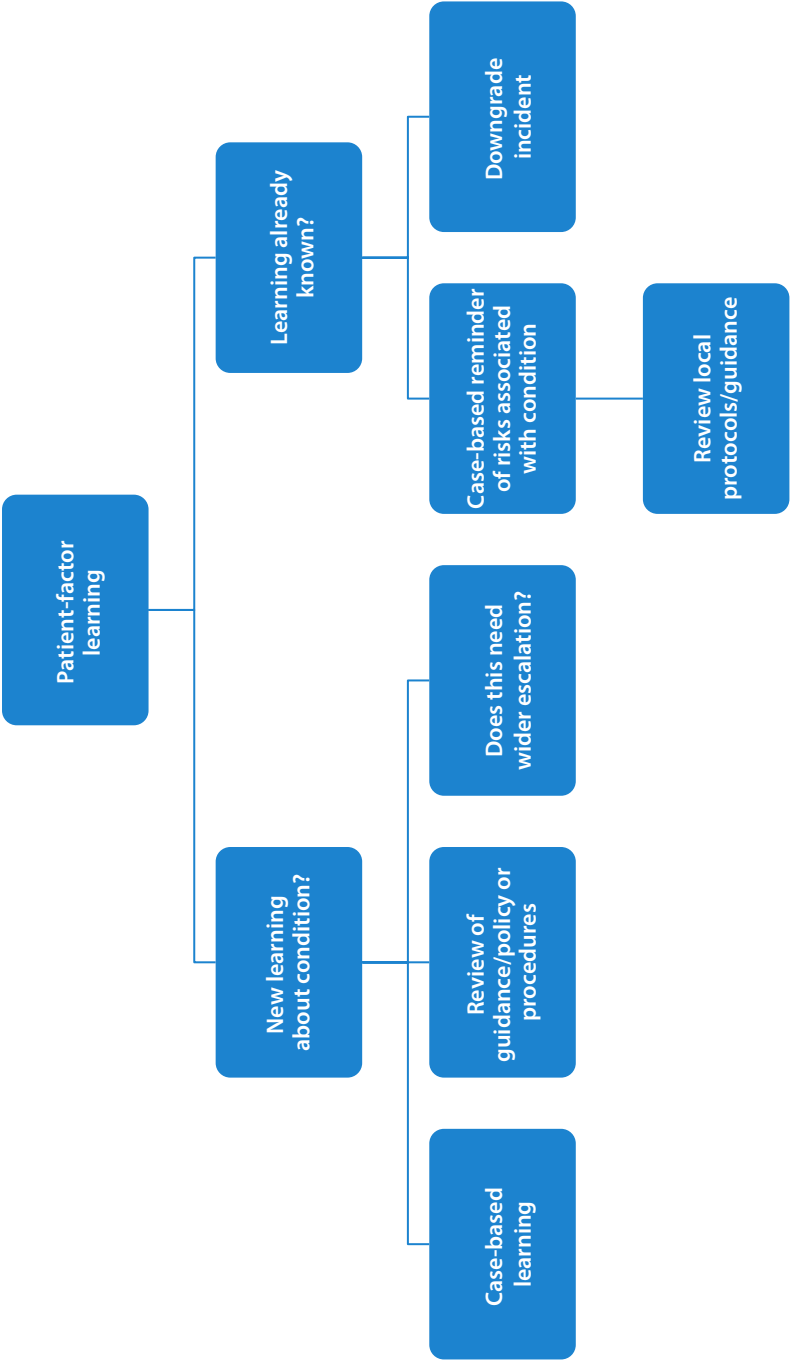 Patient-factor
learning
New learning
about condition?
Learning already
known?
Case-based
learning
Review of
guidance/policy or
procedures
Does this need
wider escalation?
Case-based reminder
of risks associated
with condition
Downgrade
incident
Review local
protocols/guidance